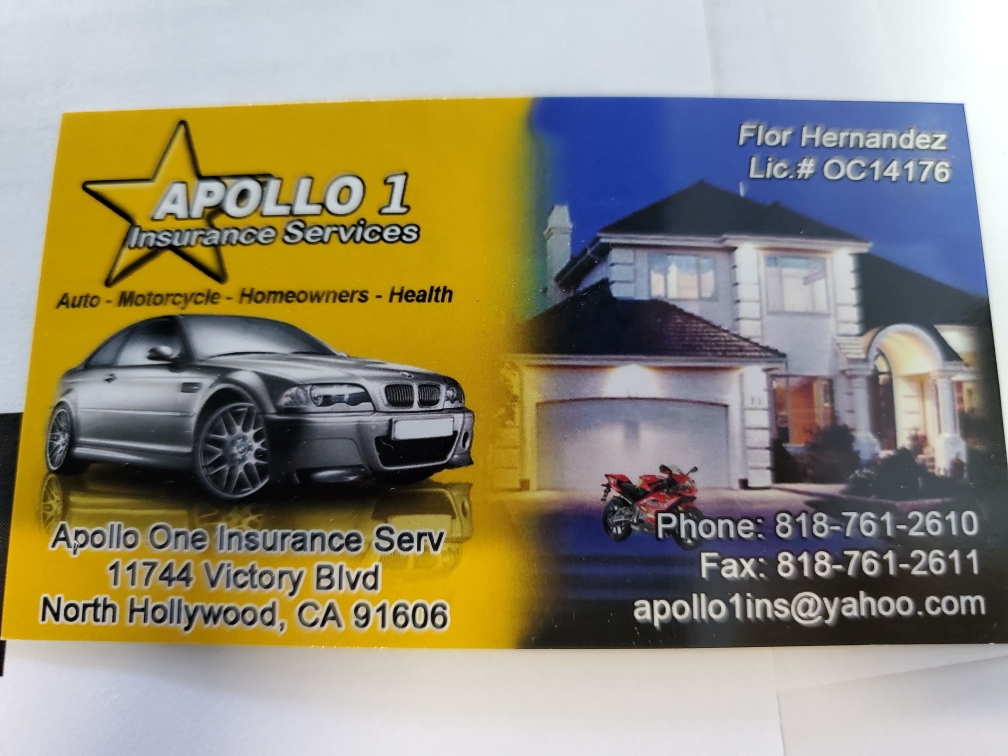 APOLLO 1
Insurance Services
Auto - Motorcycle - Homeowners - Health
Apollo One Insurance Serv
11744 Victory Blvd
North Hollywood, CA 91606
Flor Hernandez
Lic.# OC14176
Phone: 818-761-2610
Fax: 818-761-2611
apollo1ins@yahoo.com